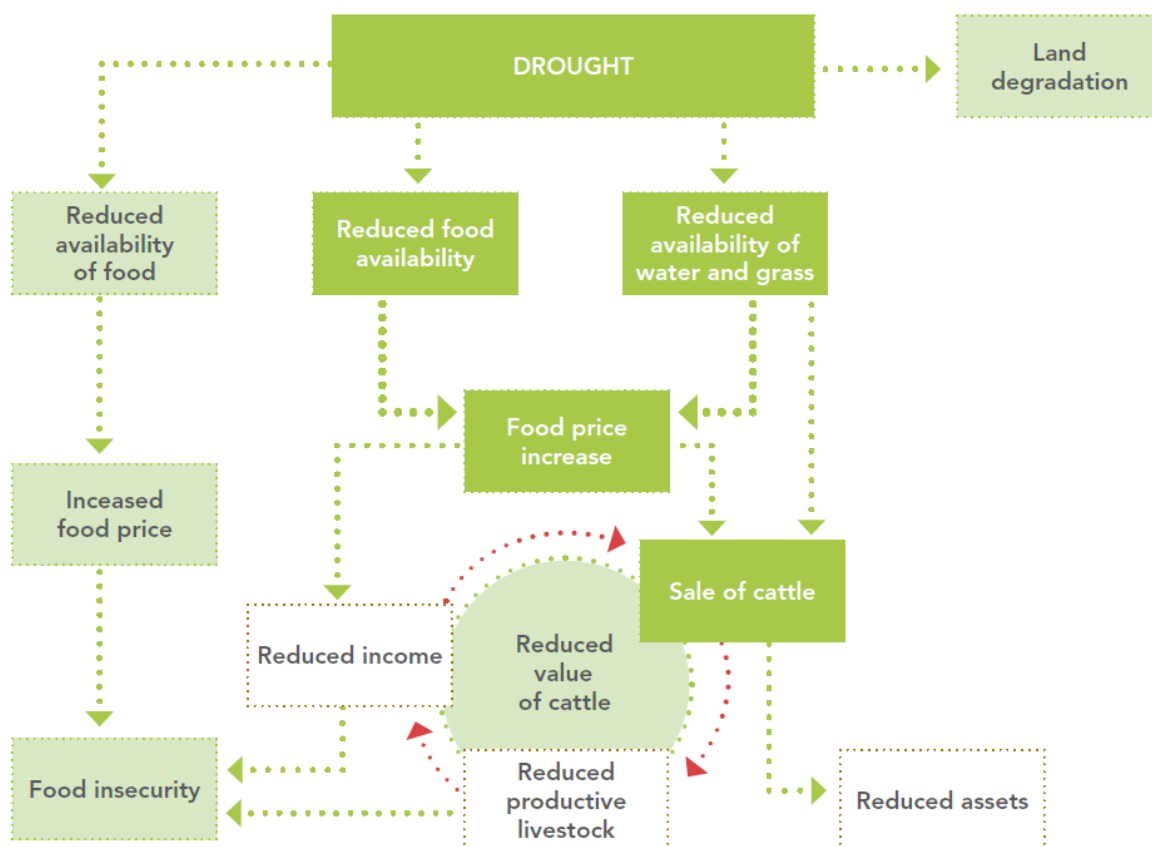 DROUGHT
Land
degradation
Reduced
availability
of food
Reduced food
availability
Reduced
availability of
water and grass
Food price
increase
Inceased
food price
Sale of cattle
Reduced income
Reduced
value
of cattle
Food insecurity
Reduced
productive
livestock
Reduced assets